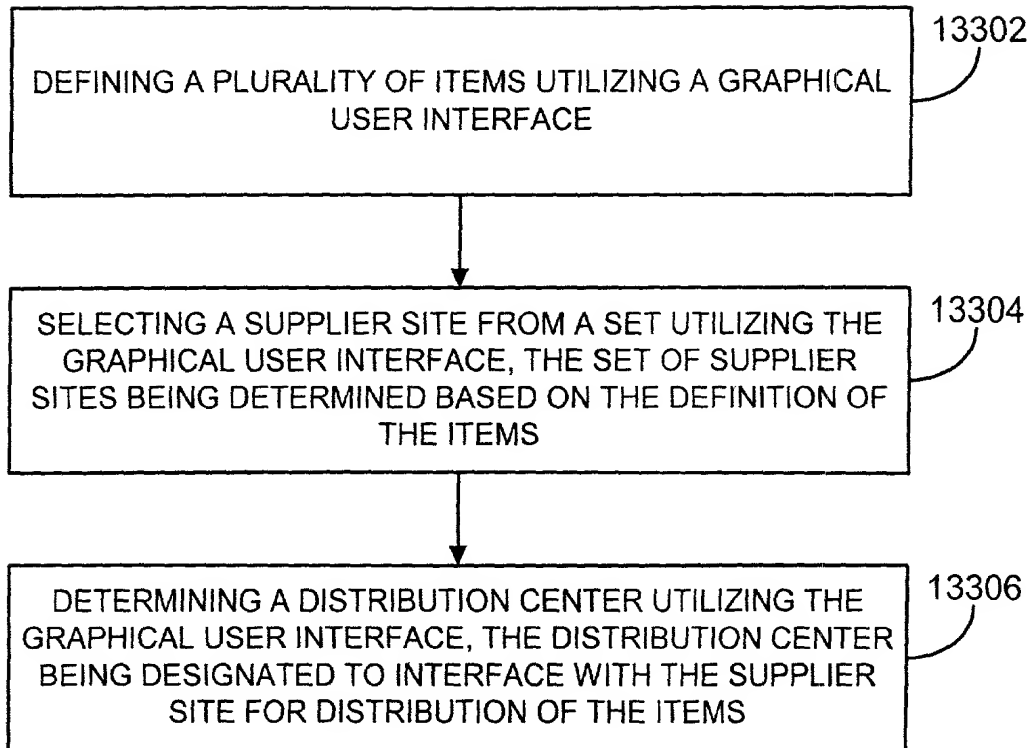 13302
DEFINING A PLURALITY OF ITEMS UTILIZING A GRAPHICAL
USER INTERFACE
13304
SELECTING A SUPPLIER SITE FROM A SET UTILIZING THE
GRAPHICAL USER INTERFACE, THE SET OF SUPPLIER
SITES BEING DETERMINED BASED ON THE DEFINITION OF
THE ITEMS
13306
DETERMINING A DISTRIBUTION CENTER UTILIZING THE
GRAPHICAL USER INTERFACE, THE DISTRIBUTION CENTER
BEING DESIGNATED TO INTERFACE WITH THE SUPPLIER
SITE FOR DISTRIBUTION OF THE ITEMS